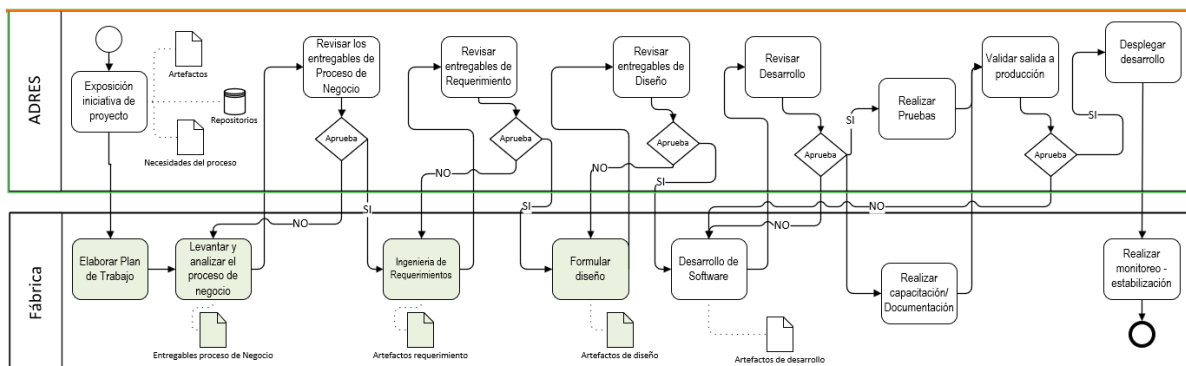 ADRES
Exposición
iniciativa de
proyecto
Artefactos
Repositorios
Necesidades del proceso
Revisar los
entregables de
Proceso de
Negocio
Aprueba
Revisar
entregables de
Requerimiento
Aprueba
NO
Revisar
entregables de
Diseño
Aprueba
NO
SI
Revisar
Desarrollo
Aprueba
SI
Realizar
Pruebas
Validar salida a
producción
Aprueba
SI
Desplegar
desarrollo
Fábrica
Elaborar Plan
de Trabajo
Levantar y
analizar el
proceso de
negocio
NO
Entregables proceso de Negocio
SI
Ingenieria de
Requerimientos
Artefactos requerimiento
SI
Formular
diseño
Artefactos de diseño
Desarrollo de
Software
NO
NO
Artefactos de desarrollo
Realizar
capacitación/
Documentación
Realizar
monitoreo -
estabilización